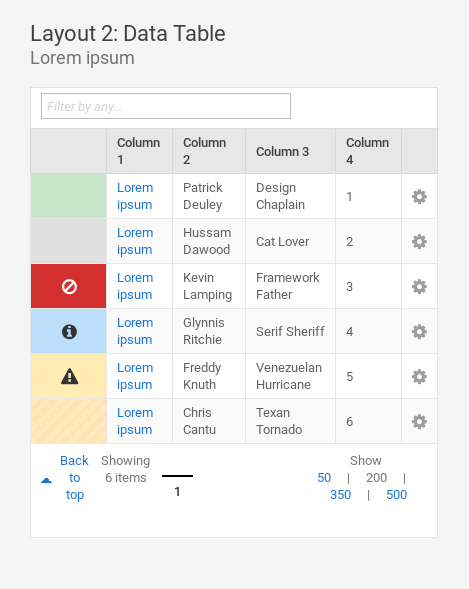 Layout 2: Data Table
Lorem ipsum
Filter by any...
Column 1 Column 2 Column 3 Column 4
Lorem ipsum Patrick Deuley Design Chaplain 1
Lorem ipsum Hussam Dawood Cat Lover 2
Lorem ipsum Kevin Lamping Framework Father 3
Lorem ipsum Glynnis Ritchie Serif Sheriff 4
Lorem ipsum Freddy Knuth Venezuelan Hurricane 5
Lorem ipsum Chris Cantu Texan Tornado 6
Back to top
Showing 6 items
1
Show
50 | 200 |
350 | 500